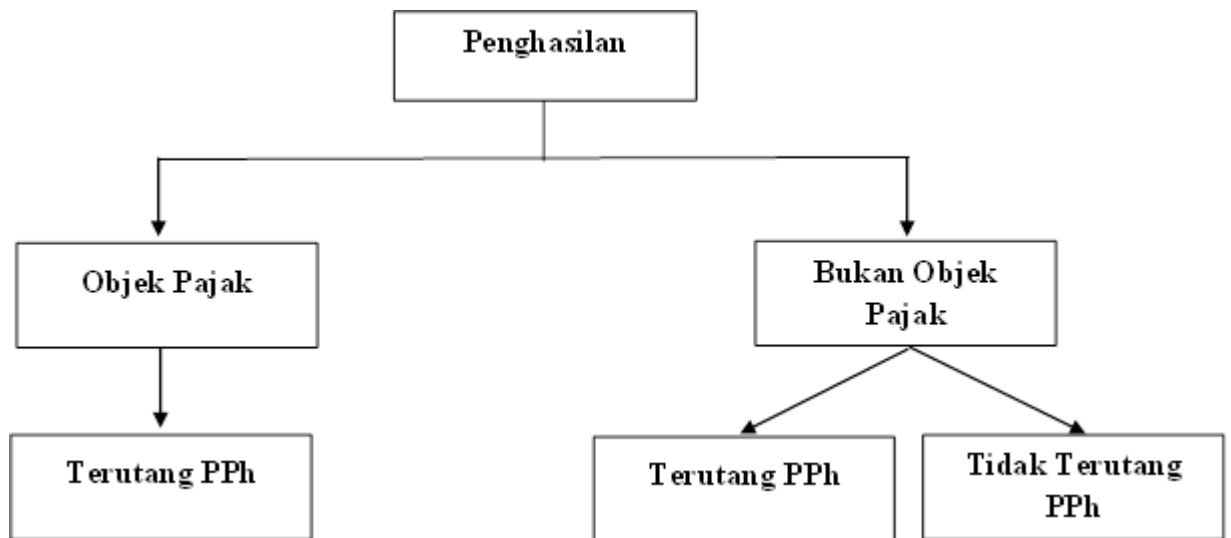 Penghasilan
Objek Pajak
Bukan Objek
Pajak
Terutang PPh
Terutang PPh
Tidak Terutang
PPh